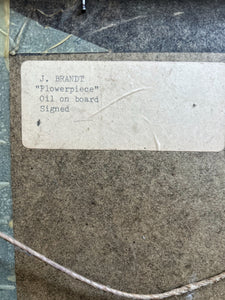 J. BRANDT
"Flowerpiece"
Oil on board
Signed